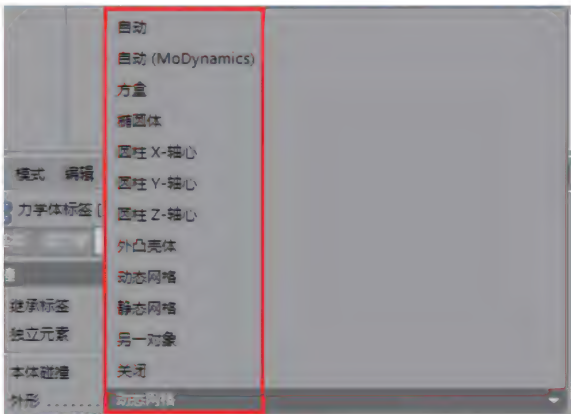 自动
自动 (MoDynamics)
方盒
椭圆体
圆柱 X-轴心
模式 编辑
圆柱 Y-轴心
力学体标签 [
圆柱 Z-轴心
外凸壳体
动态网格
继承标签
静态网格
独立元素
另一对象
本体碰撞
关闭
外形 ........ 动态网格